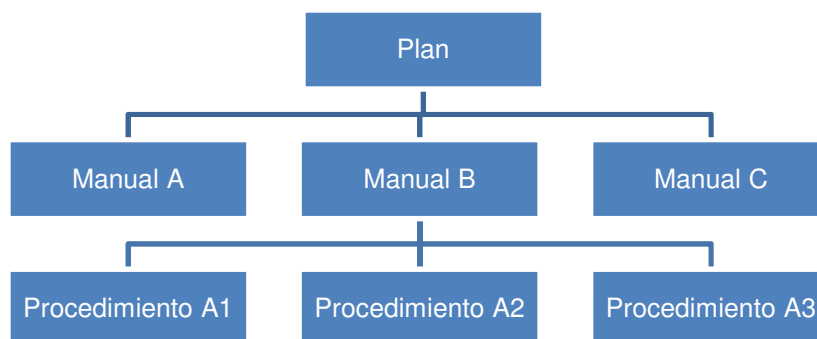 Plan
Manual A
Manual B
Manual C
Procedimiento A1
Procedimiento A2
Procedimiento A3